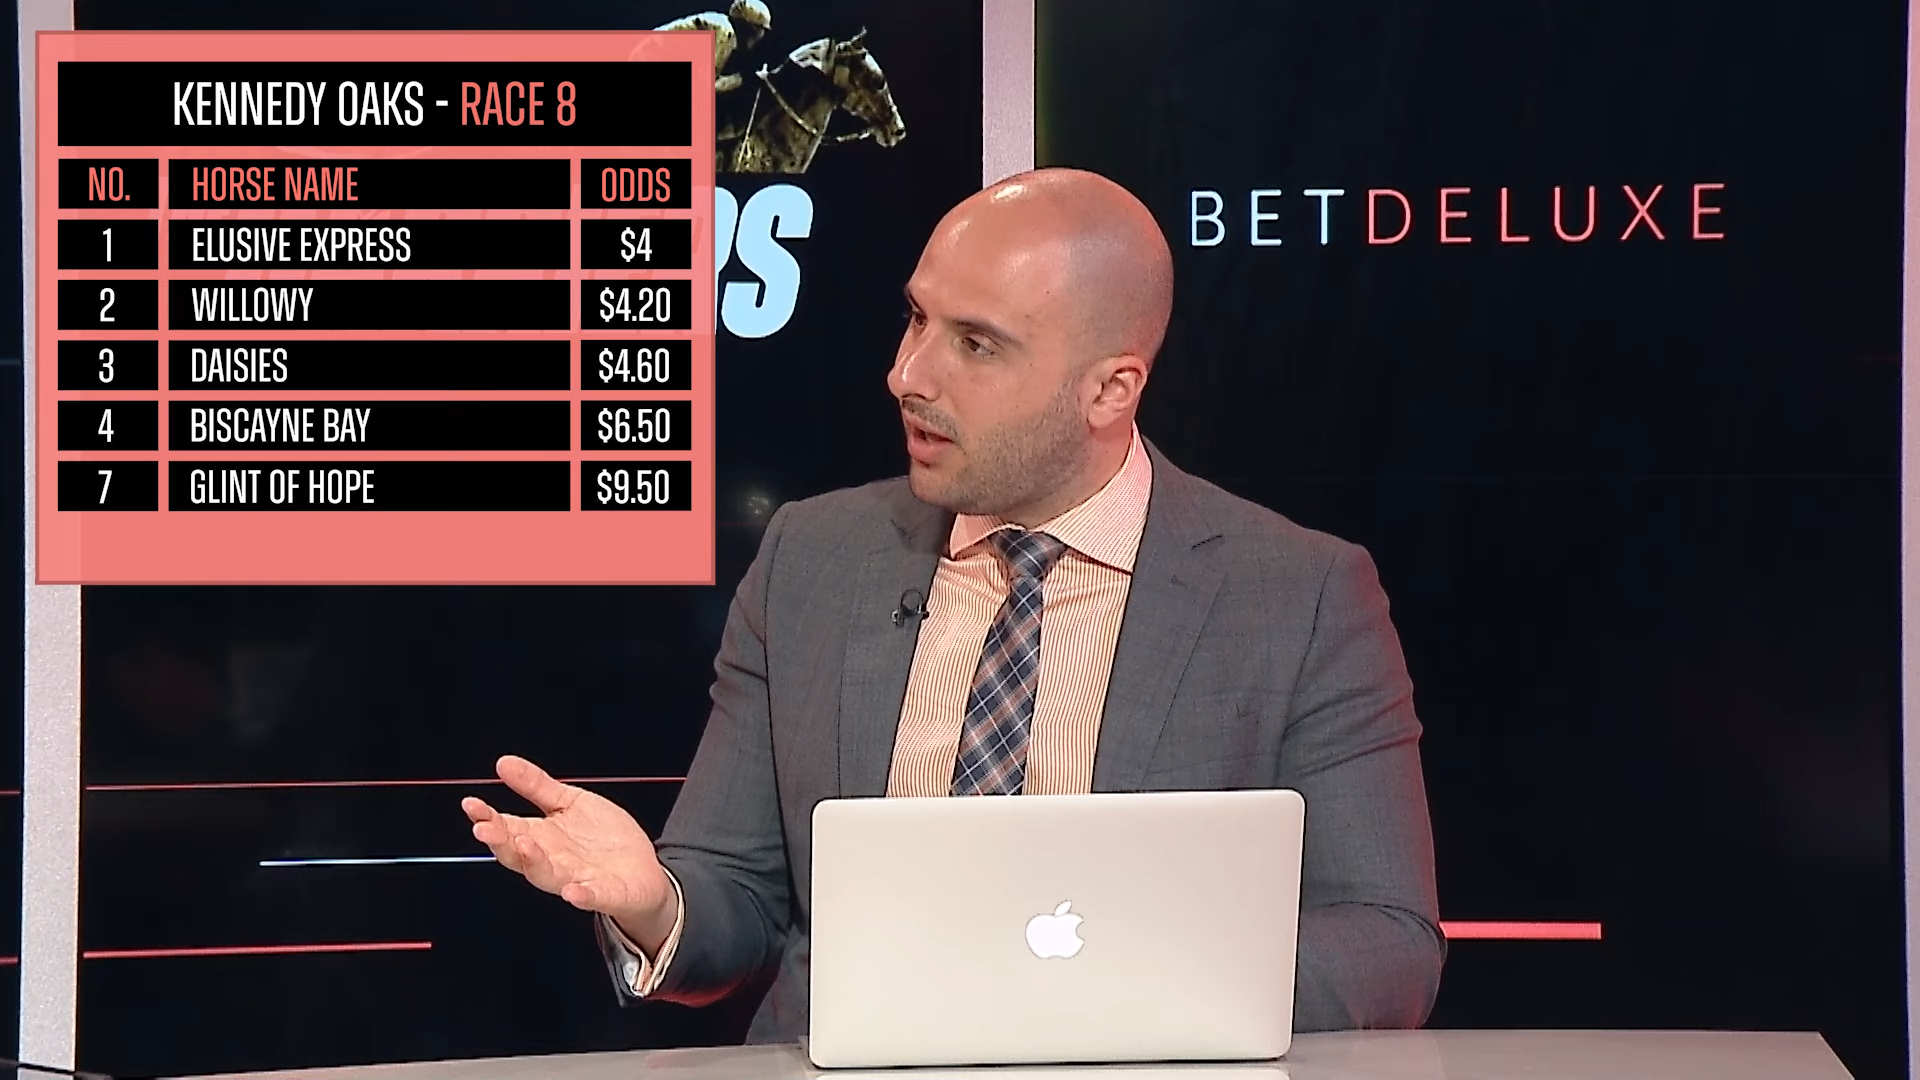 KENNEDY OAKS - RACE 8
NO. HORSE NAME ODDS
1 ELUSIVE EXPRESS $4
2 WILLOWY $4.20
3 DAISIES $4.60
4 BISCAYNE BAY $6.50
7 GLINT OF HOPE $9.50
BETDELUXE